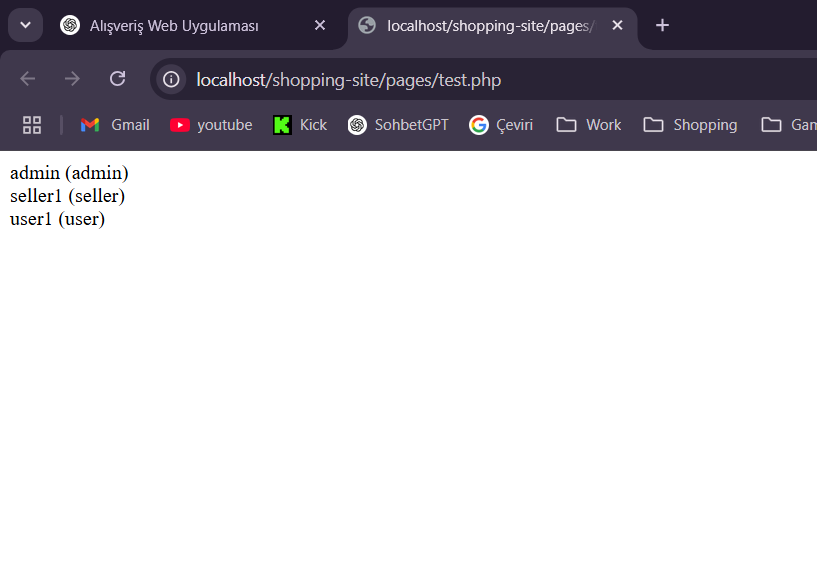 Alışveriş Web Uygulaması
localhost/shopping-site/pages/
localhost/shopping-site/pages/test.php
Gmail youtube Kick SohbetGPT Çeviri Work Shopping Gam
admin (admin)
seller1 (seller)
user1 (user)